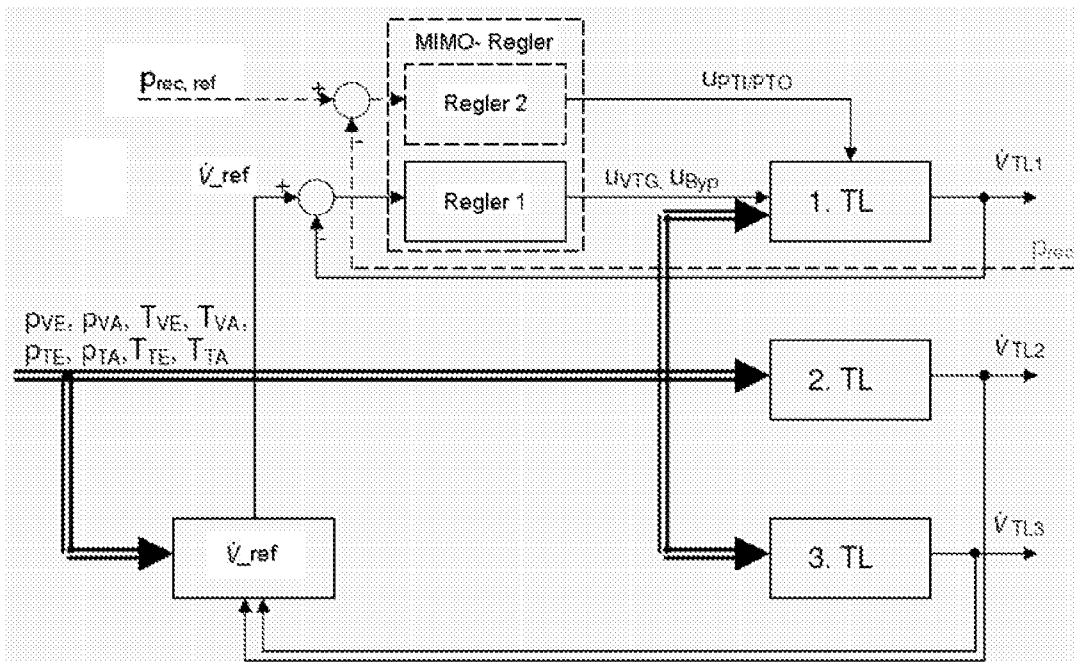 MIMO- Regler
p_rec, ref
+
-
Regler 2
u_PTI/PTO
V̇_ref
+
-
Regler 1
u_VTG, u_Byp
1. TL
V̇_TL1
p_rec
p_VE, p_VA, T_VE, T_VA,
p_TE, p_TA, T_TE, T_TA
2. TL
V̇_TL2
V̇_ref
3. TL
V̇_TL3